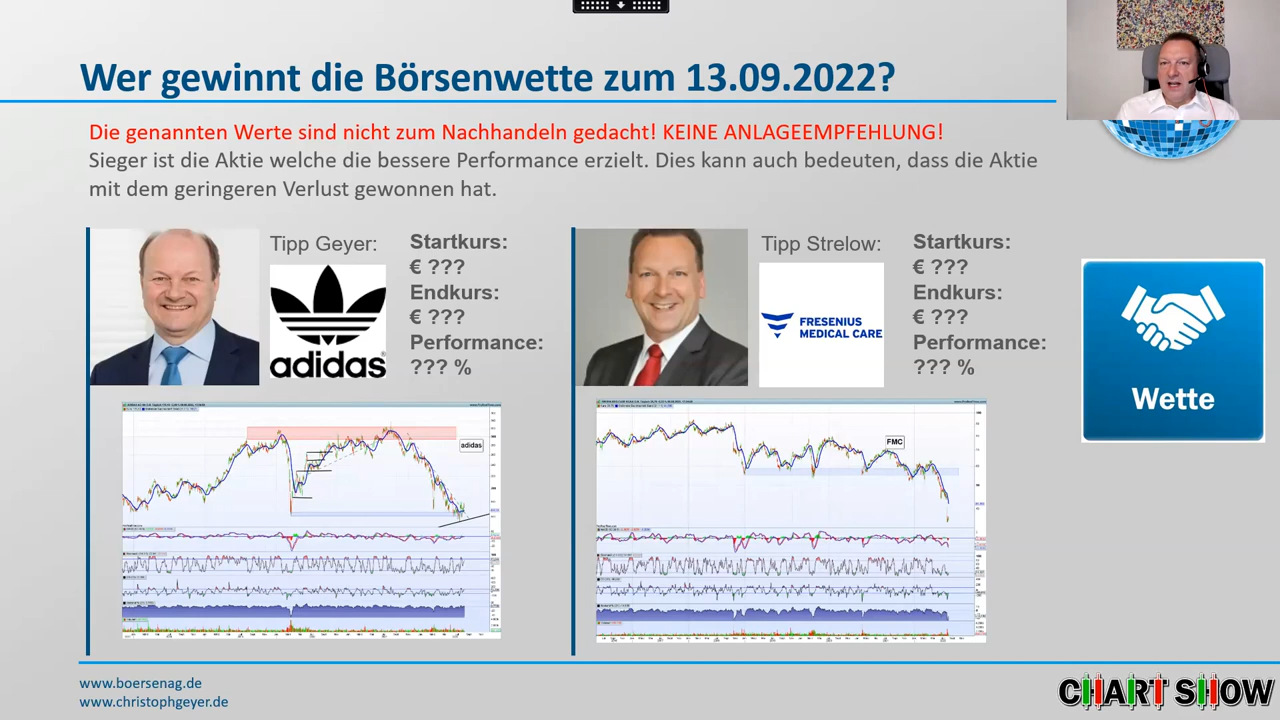 Wer gewinnt die Börsenwette zum 13.09.2022?
Die genannten Werte sind nicht zum Nachhandeln gedacht! KEINE ANLAGEEMPFEHLUNG!
Sieger ist die Aktie welche die bessere Performance erzielt. Dies kann auch bedeuten, dass die Aktie
mit dem geringeren Verlust gewonnen hat.
Tipp Geyer:
adidas
Startkurs:
€ ???
Endkurs:
€ ???
Performance:
??? %
Tipp Strelow:
FRESENIUS
MEDICAL CARE
Startkurs:
€ ???
Endkurs:
€ ???
Performance:
??? %
Wette
adidas
FMC
www.boersenag.de
www.christophgeyer.de
CHART SHOW